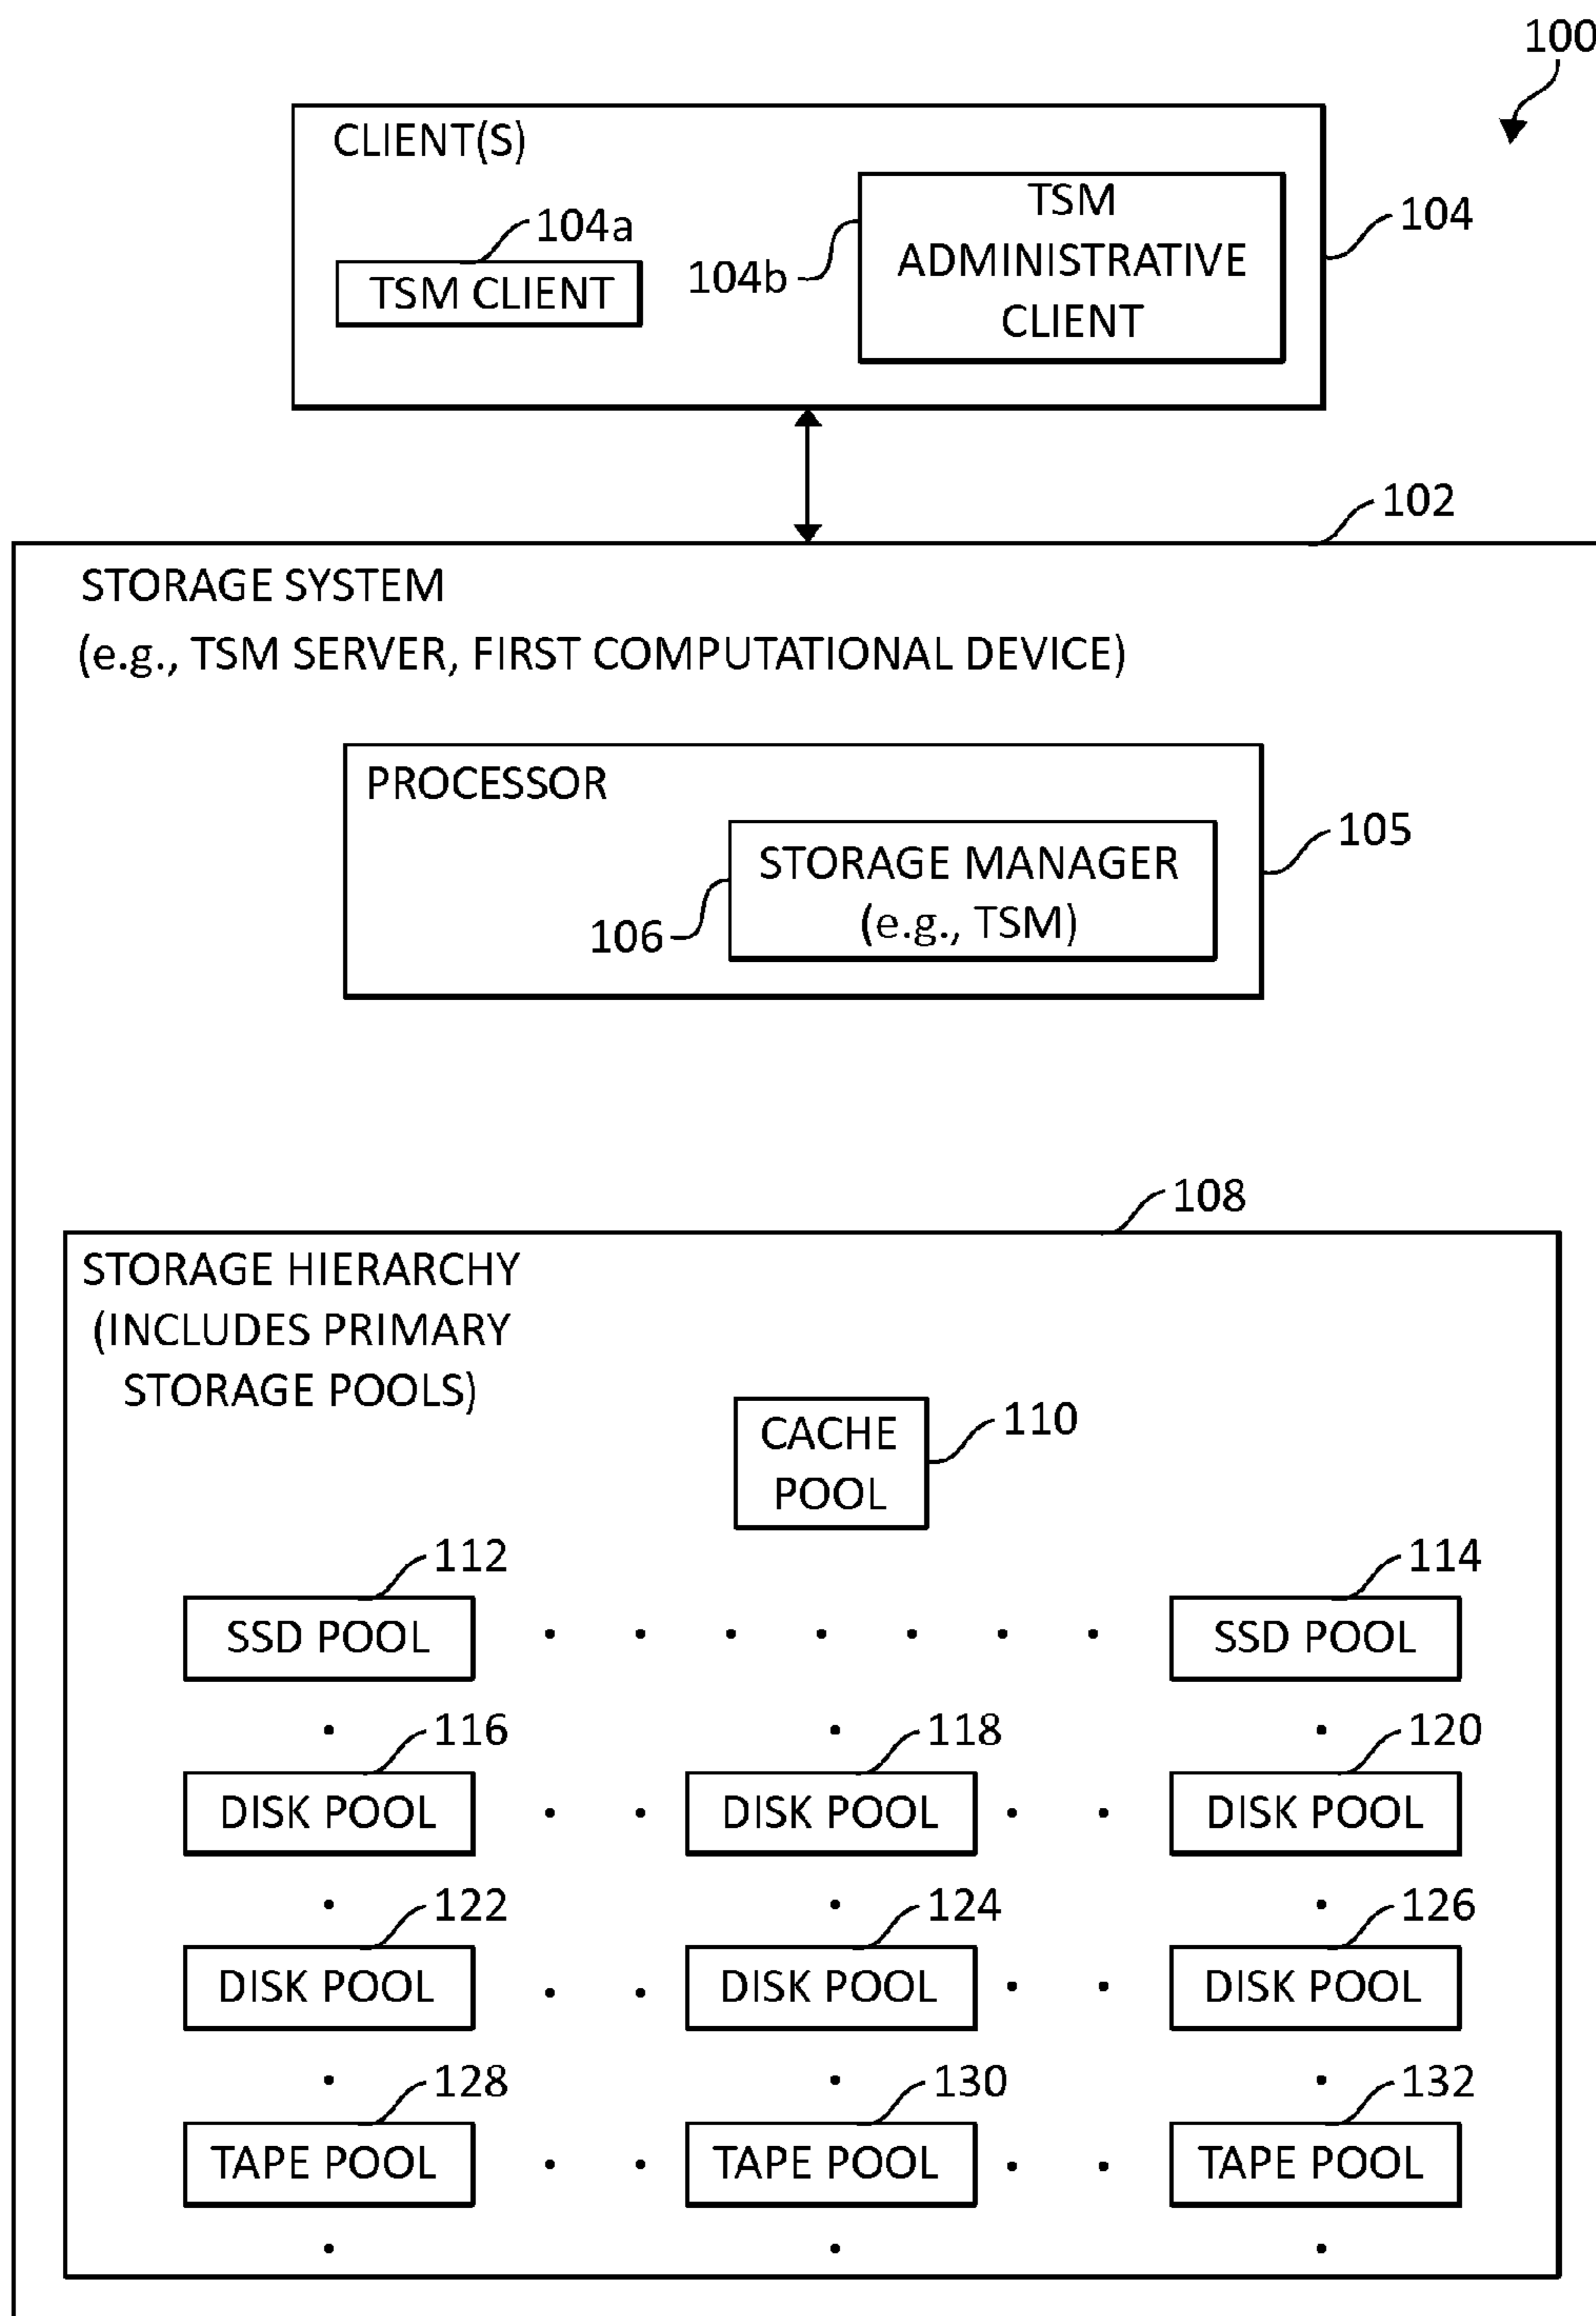 100
CLIENT(S)
104a
TSM CLIENT
104b
TSM
ADMINISTRATIVE
CLIENT
104
102
STORAGE SYSTEM
(e.g., TSM SERVER, FIRST COMPUTATIONAL DEVICE)
PROCESSOR
105
STORAGE MANAGER
(e.g., TSM)
106
108
STORAGE HIERARCHY
(INCLUDES PRIMARY
STORAGE POOLS)
CACHE
POOL
110
112
114
SSD POOL
SSD POOL
116
118
120
DISK POOL
DISK POOL
DISK POOL
122
124
126
DISK POOL
DISK POOL
DISK POOL
128
130
132
TAPE POOL
TAPE POOL
TAPE POOL